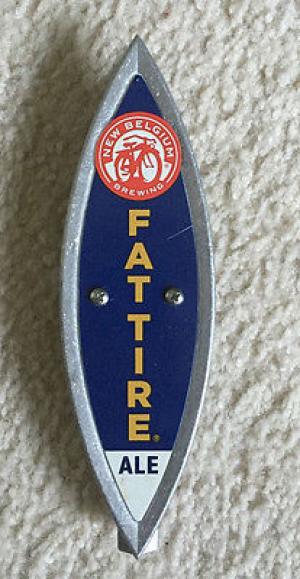 NEW BELGIUM
BREWING
FAT TIRE®
ALE